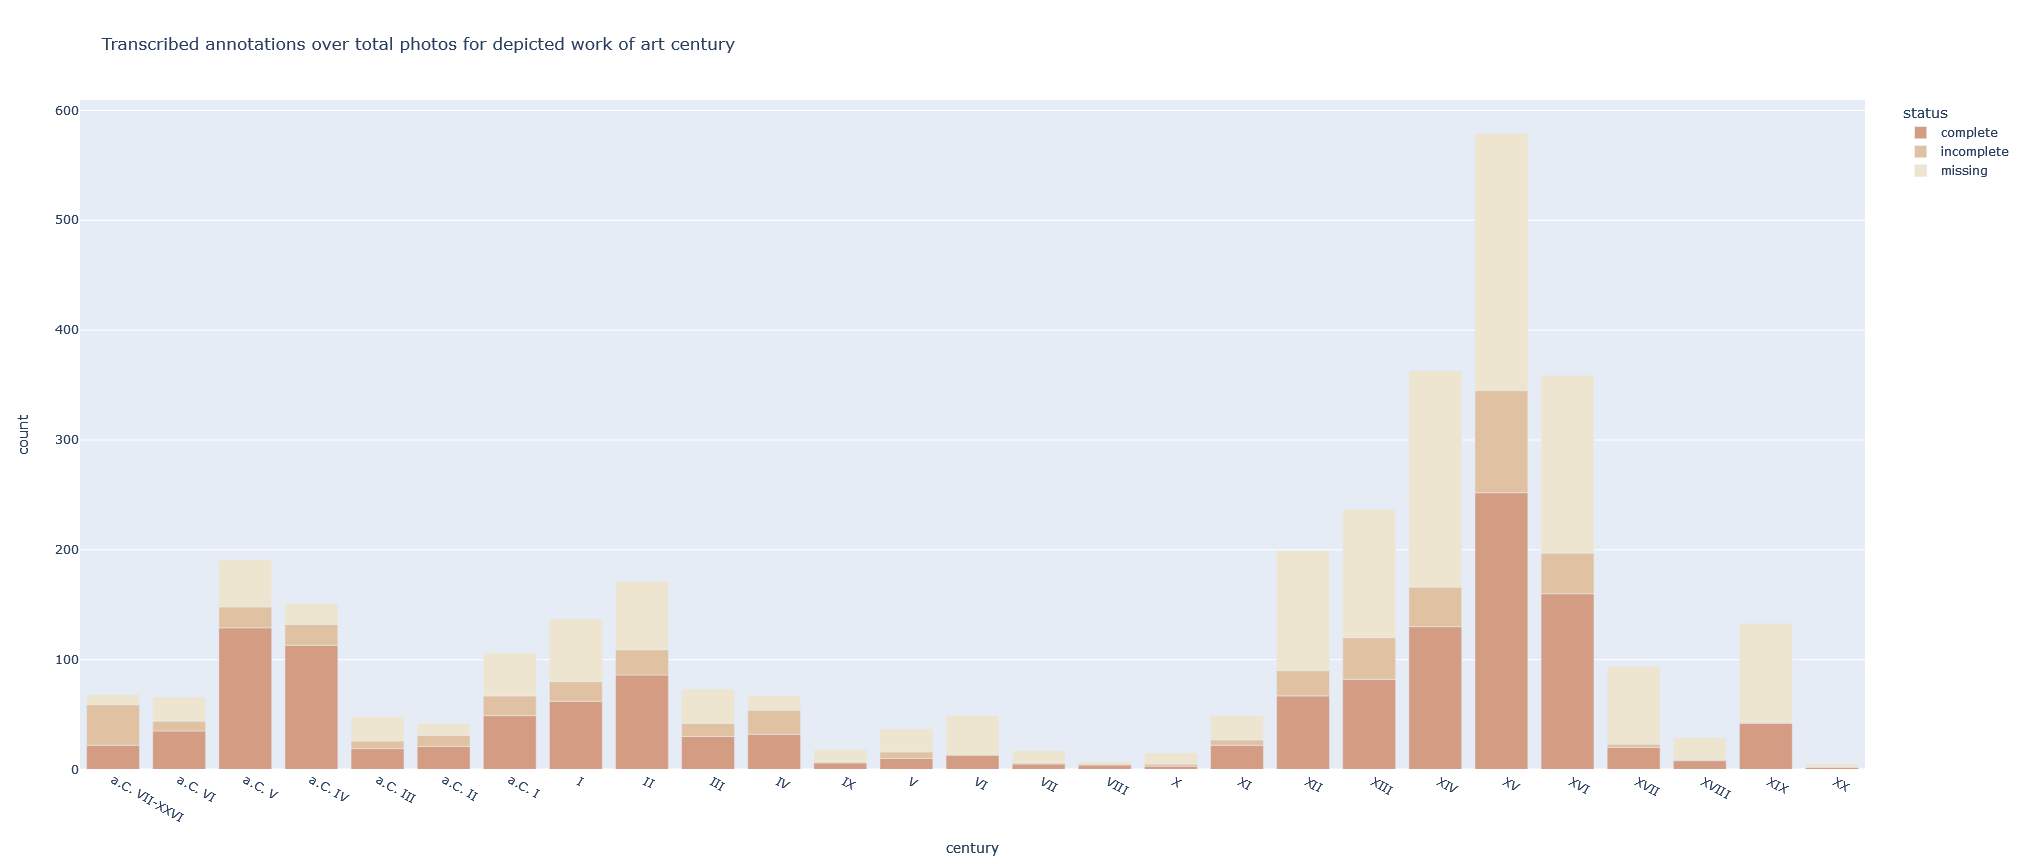 Transcribed annotations over total photos for depicted work of art century
600
500
400
300
200
100
0
count
a.C. VII-XXVI
a.C. VI
a.C. V
a.C. IV
a.C. III
a.C. II
a.C. I
I
II
III
IV
IX
V
VI
VII
VIII
X
XI
XII
XIII
XIV
XV
XVI
XVII
XVIII
XIX
XX
century
status
complete
incomplete
missing